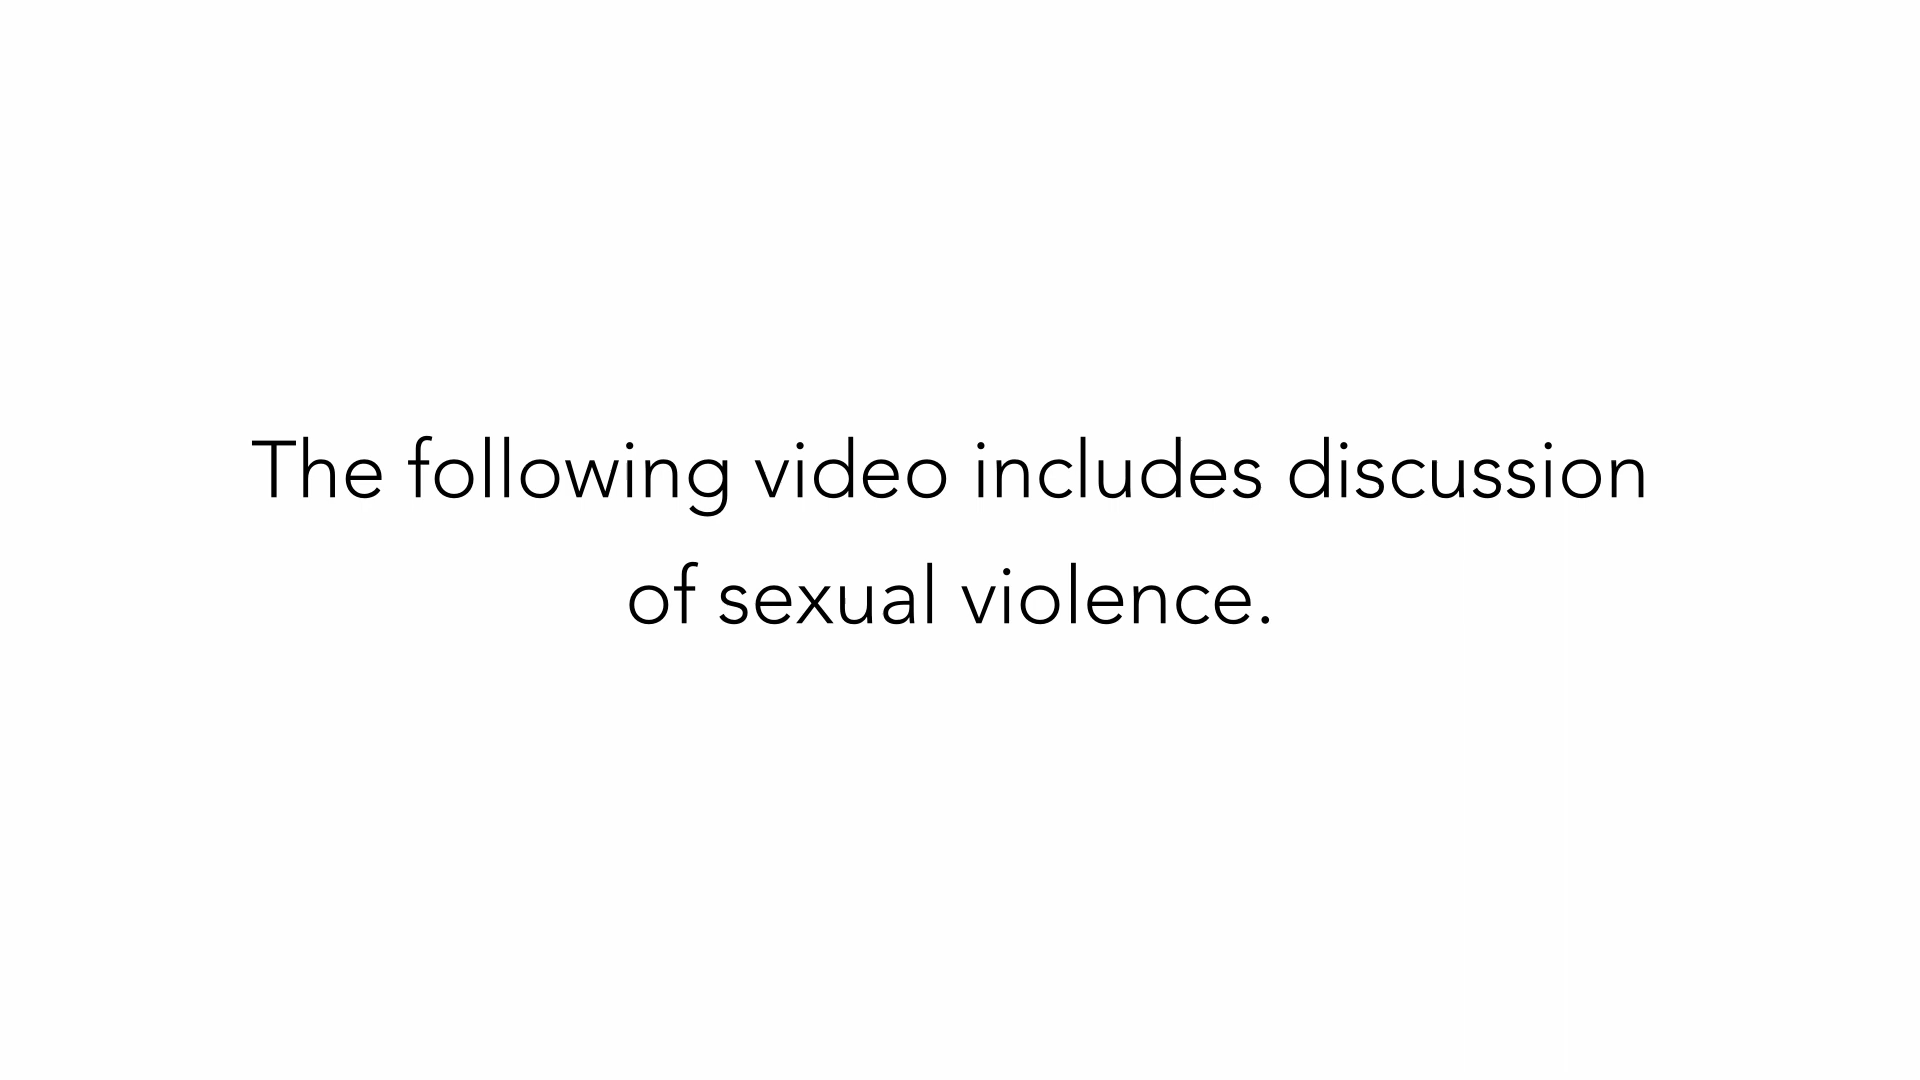 The following video includes discussion
of sexual violence.